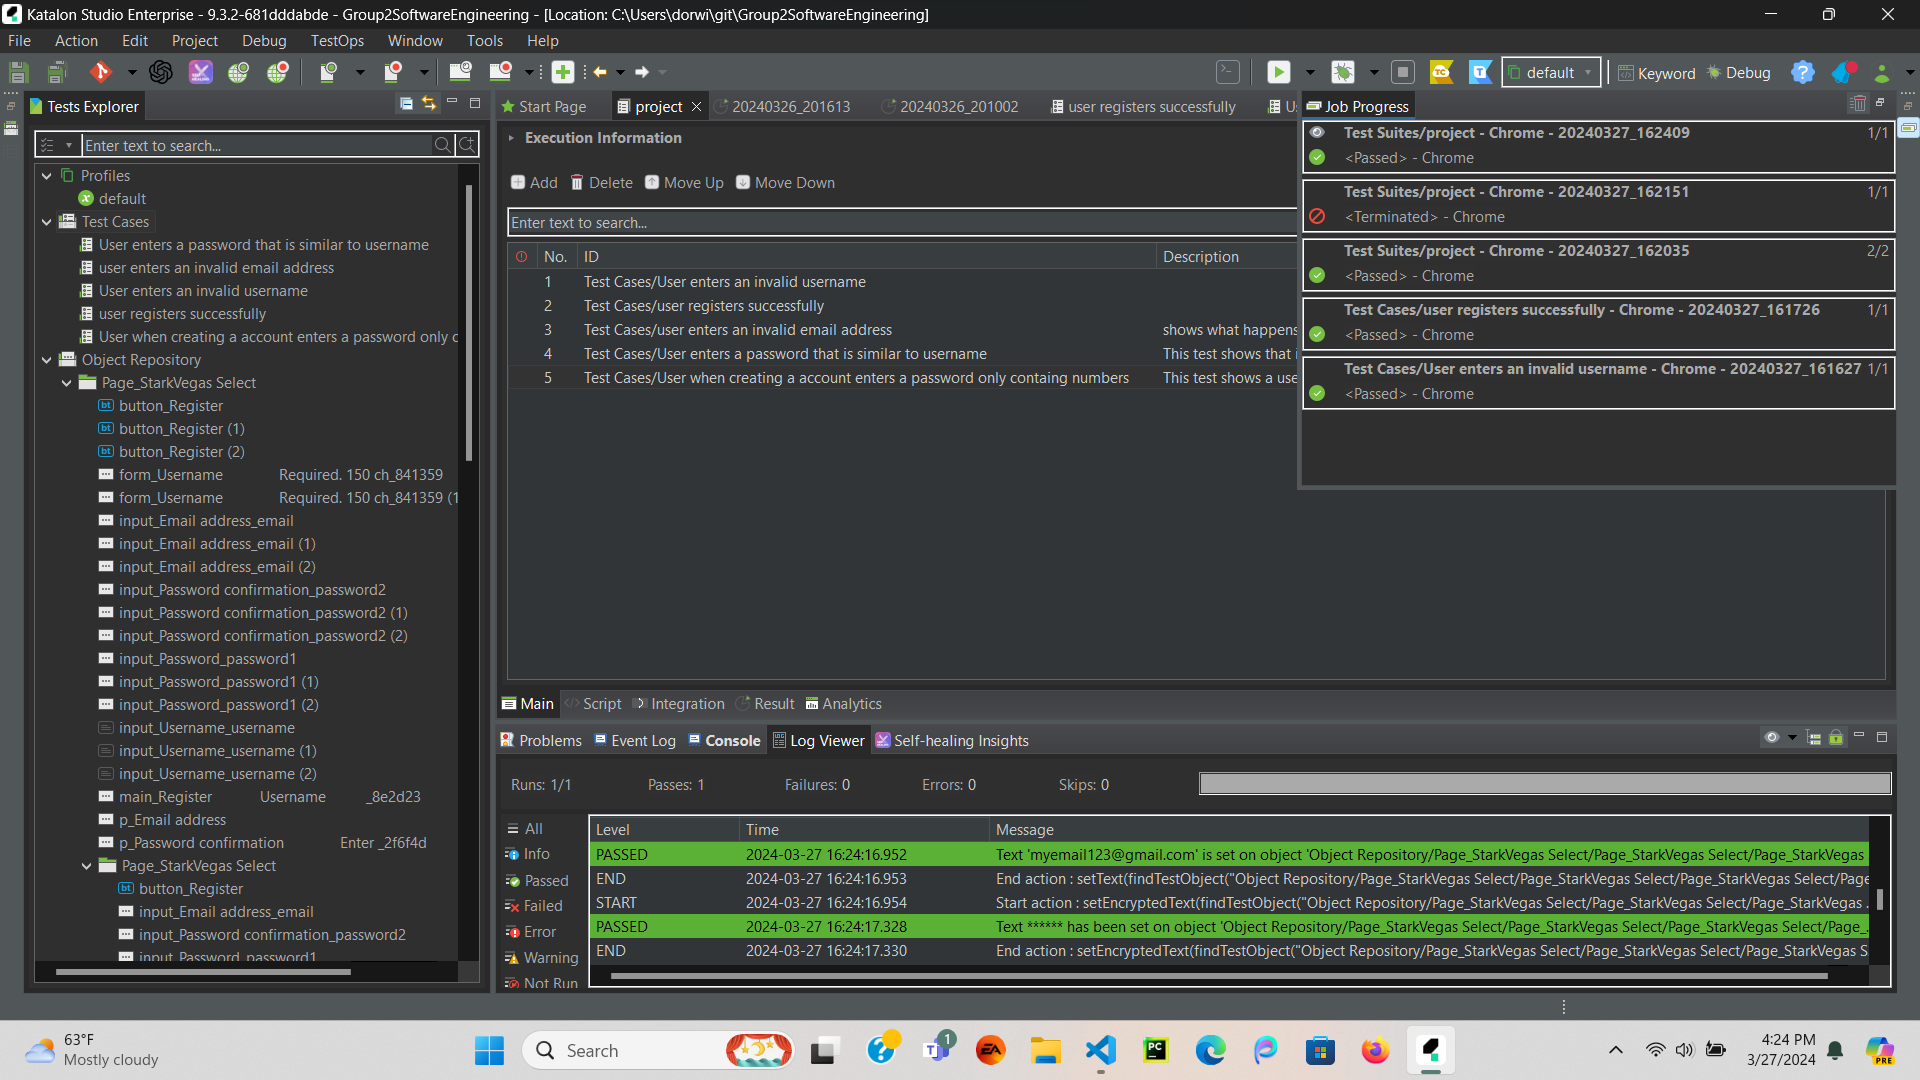 Katalon Studio Enterprise - 9.3.2-681dddabde - Group2SoftwareEngineering - [Location: C:\Users\dorwi\git\Group2SoftwareEngineering]
File Action Edit Project Debug TestOps Window Tools Help
default Keyword Debug
Tests Explorer
Enter text to search...
Profiles
default
Test Cases
User enters a password that is similar to username
user enters an invalid email address
User enters an invalid username
user registers successfully
User when creating a account enters a password only c
Object Repository
Page_StarkVegas Select
button_Register
button_Register (1)
button_Register (2)
form_Username Required. 150 ch_841359
form_Username Required. 150 ch_841359 (1
input_Email address_email
input_Email address_email (1)
input_Email address_email (2)
input_Password confirmation_password2
input_Password confirmation_password2 (1)
input_Password confirmation_password2 (2)
input_Password_password1
input_Password_password1 (1)
input_Password_password1 (2)
input_Username_username
input_Username_username (1)
input_Username_username (2)
main_Register Username _8e2d23
p_Email address
p_Password confirmation Enter _2f6f4d
Page_StarkVegas Select
button_Register
input_Email address_email
input_Password confirmation_password2
input_Password_password1
Start Page project 20240326_201613 20240326_201002 user registers successfully
Execution Information
Add Delete Move Up Move Down
Enter text to search...
No. ID Description
1 Test Cases/User enters an invalid username
2 Test Cases/user registers successfully
3 Test Cases/user enters an invalid email address shows what happens
4 Test Cases/User enters a password that is similar to username This test shows that i
5 Test Cases/User when creating a account enters a password only containg numbers This test shows a use
Job Progress
Test Suites/project - Chrome - 20240327_162409 1/1
<Passed> - Chrome
Test Suites/project - Chrome - 20240327_162151 1/1
<Terminated> - Chrome
Test Suites/project - Chrome - 20240327_162035 2/2
<Passed> - Chrome
Test Cases/user registers successfully - Chrome - 20240327_161726 1/1
<Passed> - Chrome
Test Cases/User enters an invalid username - Chrome - 20240327_161627 1/1
<Passed> - Chrome
Main Script Integration Result Analytics
Problems Event Log Console Log Viewer Self-healing Insights
Runs: 1/1 Passes: 1 Failures: 0 Errors: 0 Skips: 0
All
Info
Passed
Failed
Error
Warning
Not Run
Level Time Message
PASSED 2024-03-27 16:24:16.952 Text 'myemail123@gmail.com' is set on object 'Object Repository/Page_StarkVegas Select/Page_StarkVegas Select/Page_StarkVegas
END 2024-03-27 16:24:16.953 End action : setText(findTestObject("Object Repository/Page_StarkVegas Select/Page_StarkVegas Select/Page_StarkVegas Select/Page
START 2024-03-27 16:24:16.954 Start action : setEncryptedText(findTestObject("Object Repository/Page_StarkVegas Select/Page_StarkVegas Select/Page_StarkVegas .
PASSED 2024-03-27 16:24:17.328 Text ****** has been set on object 'Object Repository/Page_StarkVegas Select/Page_StarkVegas Select/Page_StarkVegas Select/Page_.
END 2024-03-27 16:24:17.330 End action : setEncryptedText(findTestObject("Object Repository/Page_StarkVegas Select/Page_StarkVegas Select/Page_StarkVegas S
63°F
Mostly cloudy
Search
1
EA
PC
PRE
4:24 PM
3/27/2024